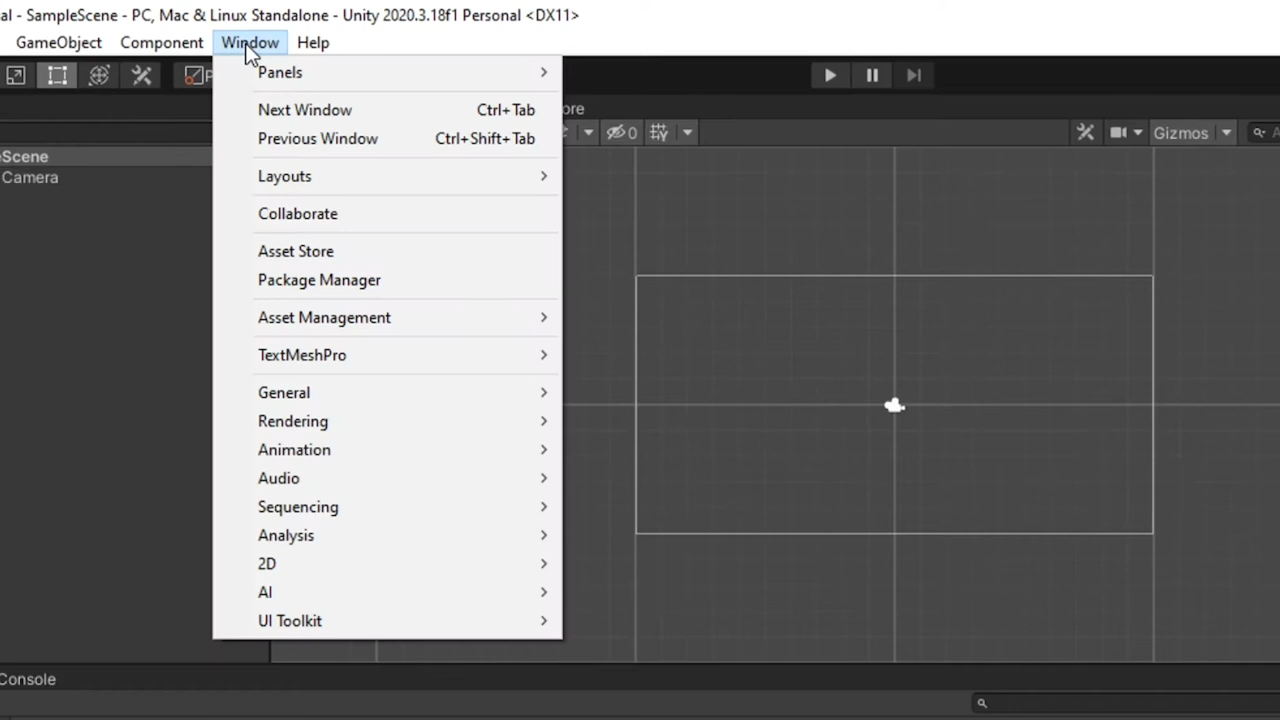 al - SampleScene - PC, Mac & Linux Standalone - Unity 2020.3.18f1 Personal <DX11>
GameObject Component Window Help
Panels
Next Window Ctrl+Tab
Previous Window Ctrl+Shift+Tab
Layouts
Collaborate
Asset Store
Package Manager
Asset Management
TextMeshPro
General
Rendering
Animation
Audio
Sequencing
Analysis
2D
AI
UI Toolkit
P
ore
0
Gizmos
A
eScene
Camera
Console